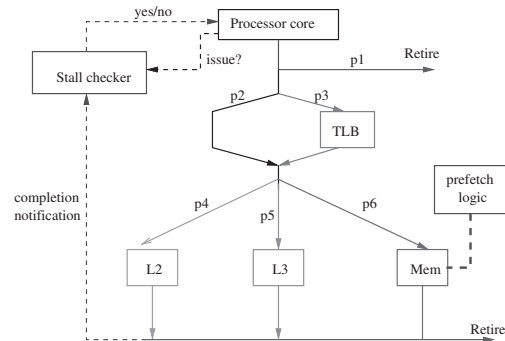 yes/no
Processor core
issue?
Retire
p1
Stall checker
p2
p3
TLB
completion
notification
p4
p5
p6
prefetch
logic
L2
L3
Mem
Retire